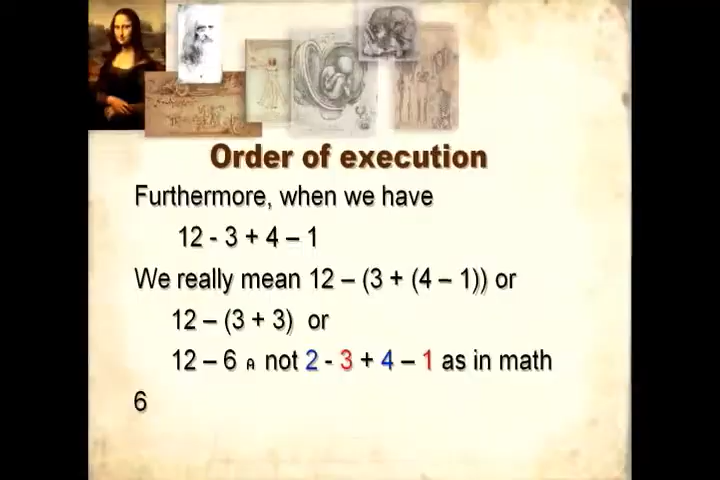 Order of execution
Furthermore, when we have
12 - 3 + 4 – 1
We really mean 12 – (3 + (4 – 1)) or
12 – (3 + 3) or
12 – 6 A not 2 - 3 + 4 – 1 as in math
6